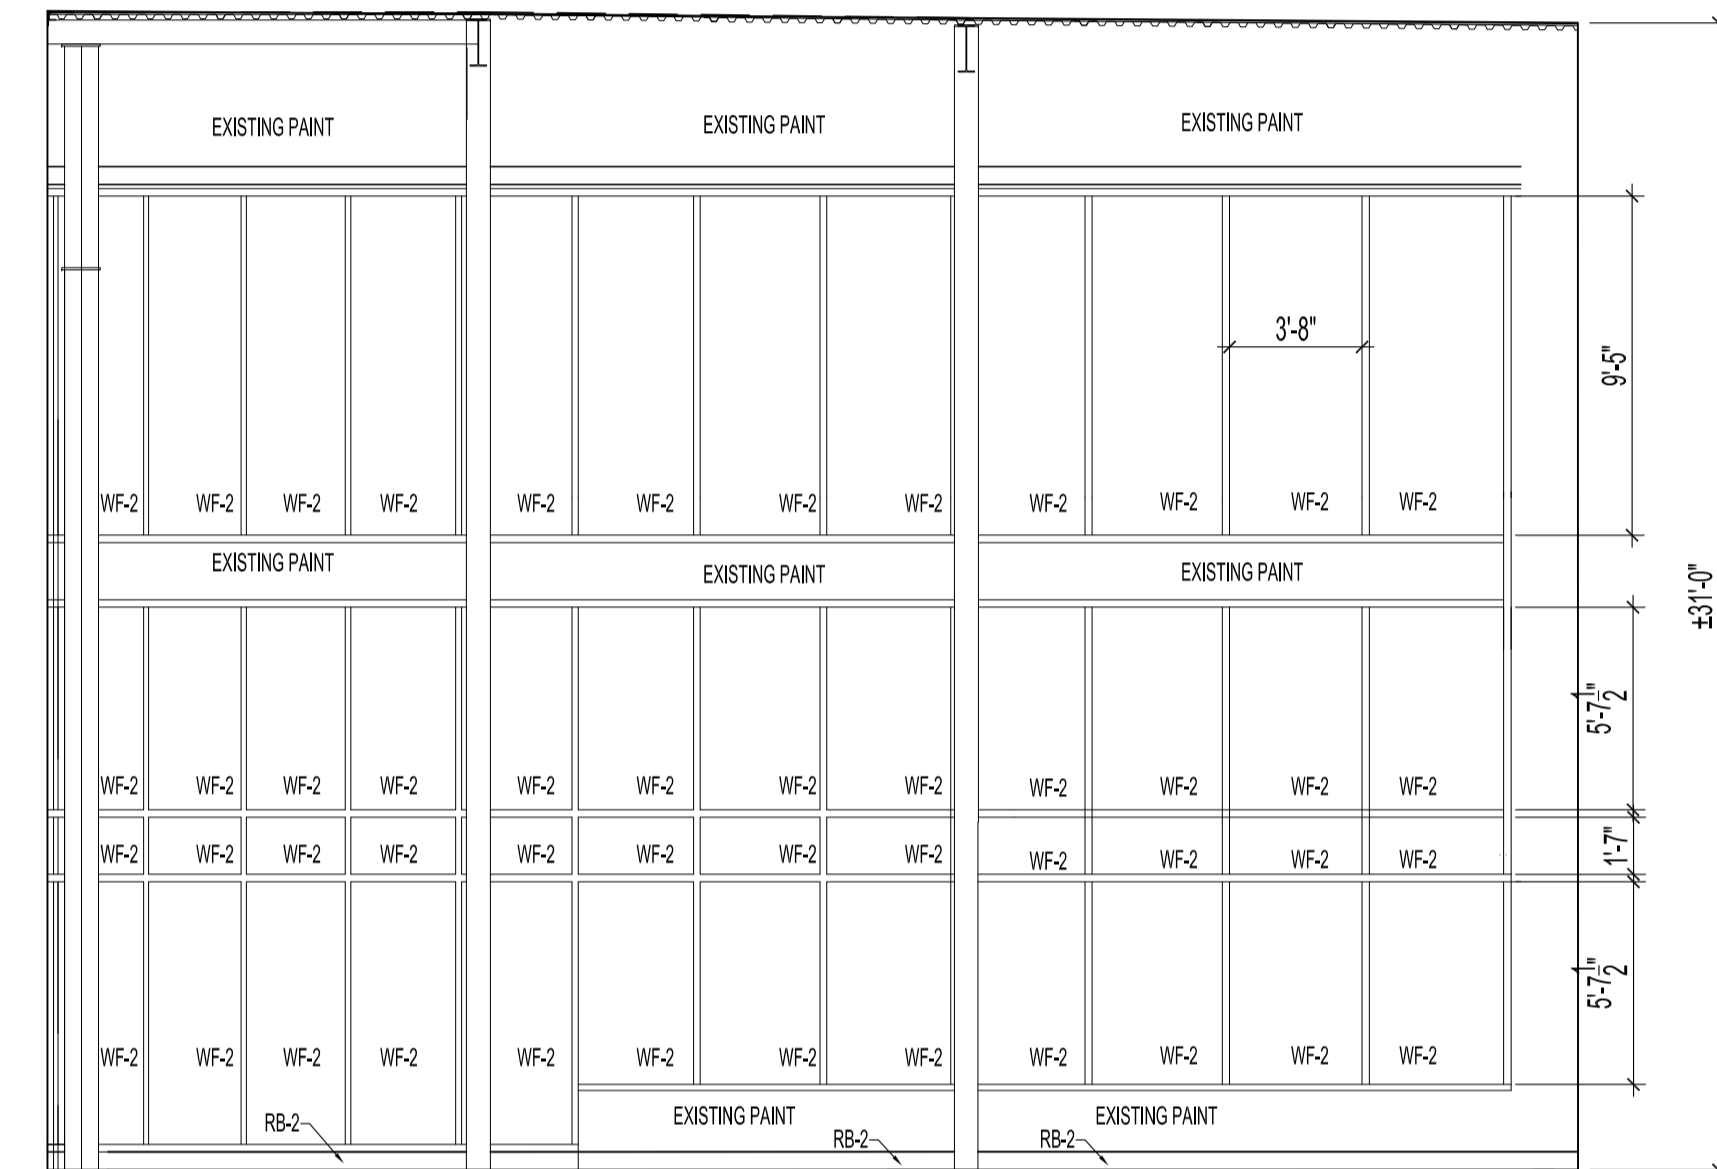 EXISTING PAINT EXISTING PAINT EXISTING PAINT
3'-8"
9'-5"
WF-2 WF-2 WF-2 WF-2 WF-2 WF-2 WF-2 WF-2 WF-2 WF-2 WF-2 WF-2
EXISTING PAINT EXISTING PAINT EXISTING PAINT
±31'-0"
5'-7 1/2"
WF-2 WF-2 WF-2 WF-2 WF-2 WF-2 WF-2 WF-2 WF-2 WF-2 WF-2 WF-2
1'-7"
WF-2 WF-2 WF-2 WF-2 WF-2 WF-2 WF-2 WF-2 WF-2 WF-2 WF-2 WF-2
5'-7 1/2"
WF-2 WF-2 WF-2 WF-2 WF-2 WF-2 WF-2 WF-2 WF-2 WF-2 WF-2 WF-2
EXISTING PAINT EXISTING PAINT
RB-2 RB-2 RB-2